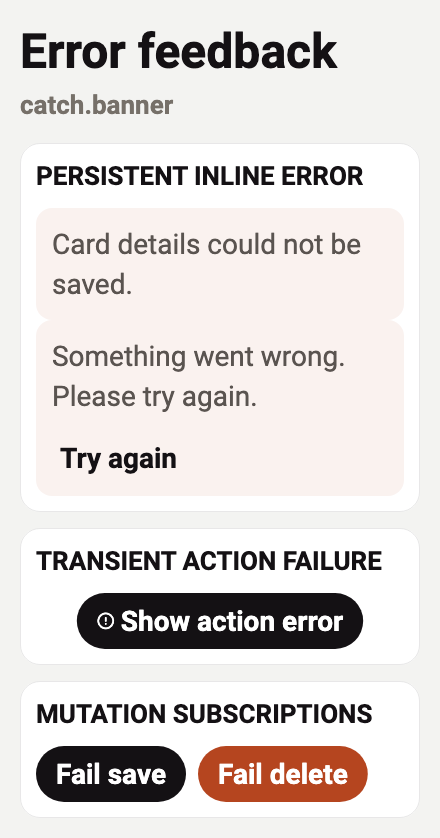 Error feedback
catch.banner
PERSISTENT INLINE ERROR
Card details could not be
saved.
Something went wrong.
Please try again.
Try again
TRANSIENT ACTION FAILURE
Show action error
MUTATION SUBSCRIPTIONS
Fail save
Fail delete